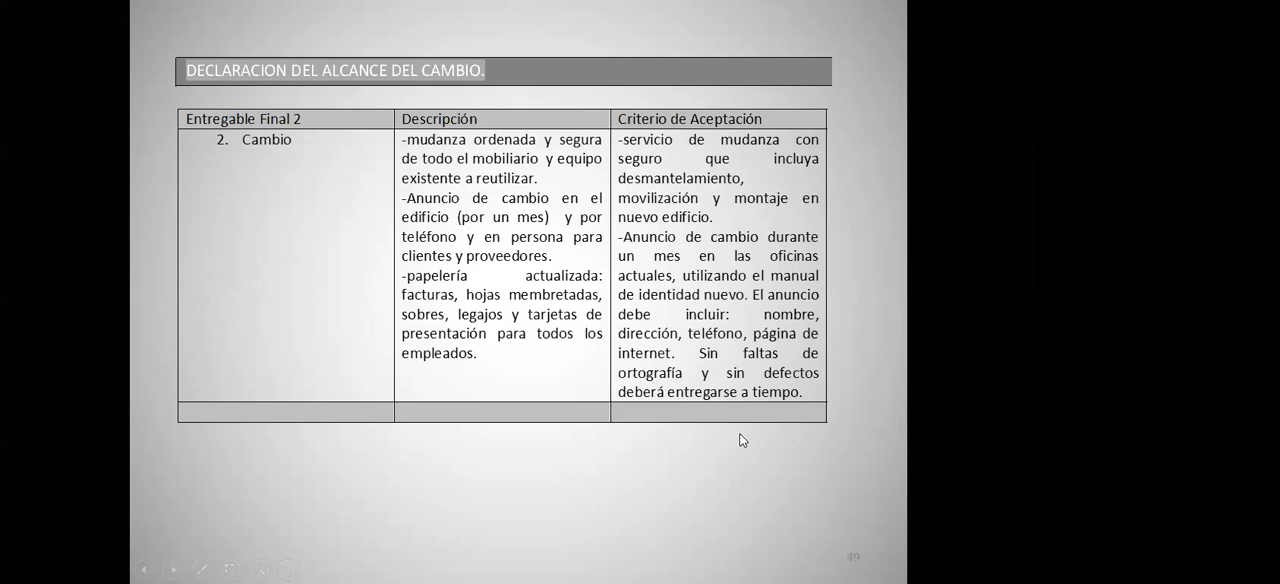 DECLARACION DEL ALCANCE DEL CAMBIO.
Entregable Final 2
Descripción
Criterio de Aceptación
2. Cambio
-mudanza ordenada y segura
de todo el mobiliario y equipo
existente a reutilizar.
-Anuncio de cambio en el
edificio (por un mes) y por
teléfono y en persona para
clientes y proveedores.
-papelería actualizada:
facturas, hojas membretadas,
sobres, legajos y tarjetas de
presentación para todos los
empleados.
-servicio de mudanza con
seguro que incluya
desmantelamiento,
movilización y montaje en
nuevo edificio.
-Anuncio de cambio durante
un mes en las oficinas
actuales, utilizando el manual
de identidad nuevo. El anuncio
debe incluir: nombre,
dirección, teléfono, página de
internet. Sin faltas de
ortografía y sin defectos
deberá entregarse a tiempo.
49